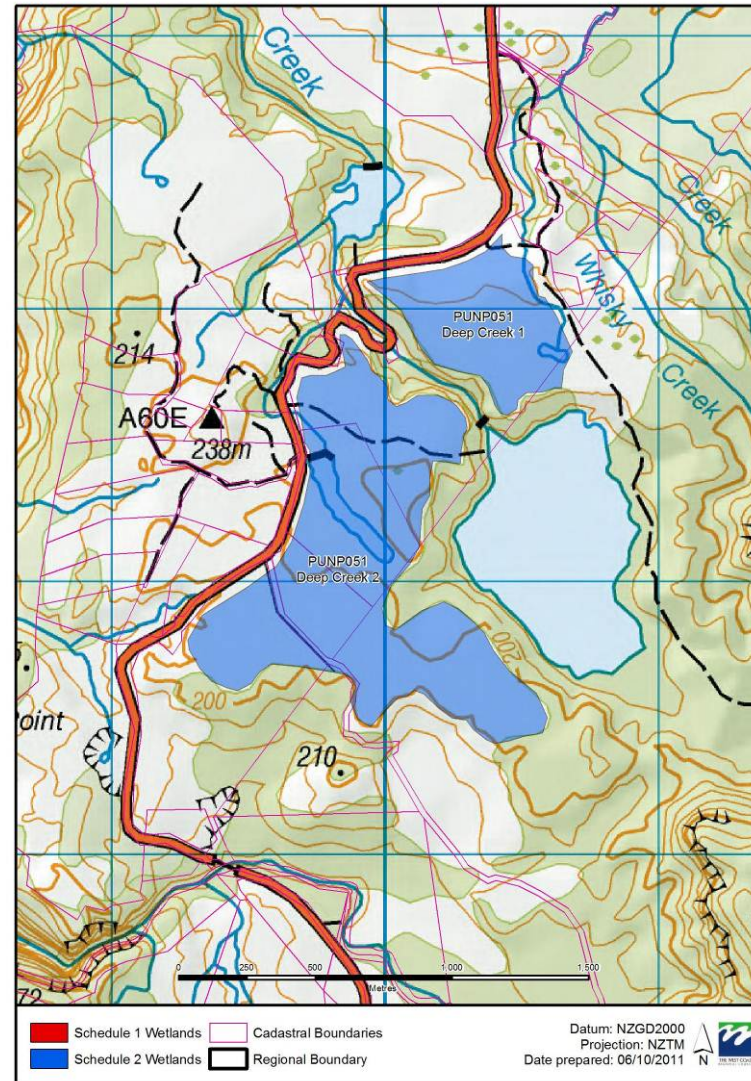 Creek
Creek
Whisky
Creek
PUNP051
Deep Creek 1
214
A60E
238m
PUNP051
Deep Creek 2
200
200
oint
210
72
0 250 500 1,000 1,500
Metres
Schedule 1 Wetlands
Cadastral Boundaries
Schedule 2 Wetlands
Regional Boundary
Datum: NZGD2000
Projection: NZTM
Date prepared: 06/10/2011
N